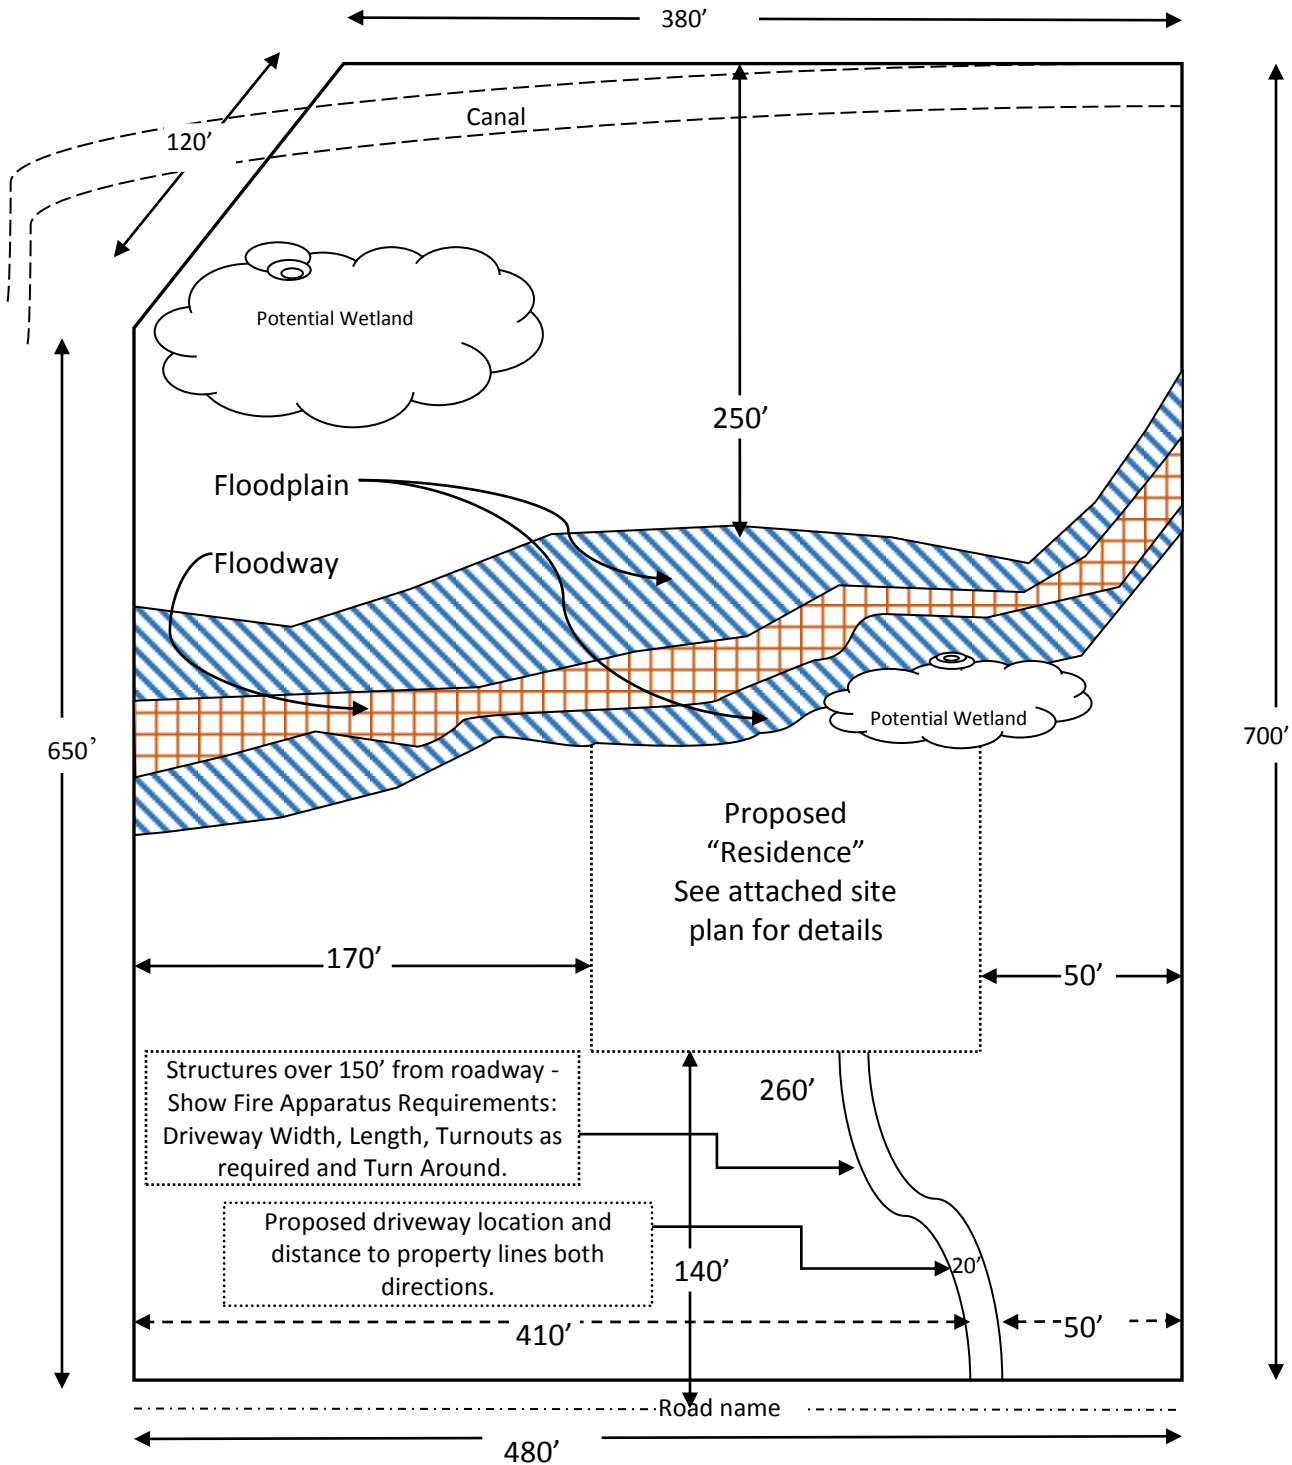 380’
Canal
120’
Potential Wetland
250’
Floodplain
Floodway
Potential Wetland
650’
700’
Proposed
“Residence”
See attached site
plan for details
170’
50’
Structures over 150’ from roadway -
Show Fire Apparatus Requirements:
Driveway Width, Length, Turnouts as
required and Turn Around.
260’
Proposed driveway location and
distance to property lines both
directions.
140’
20’
410’
50’
Road name
480’